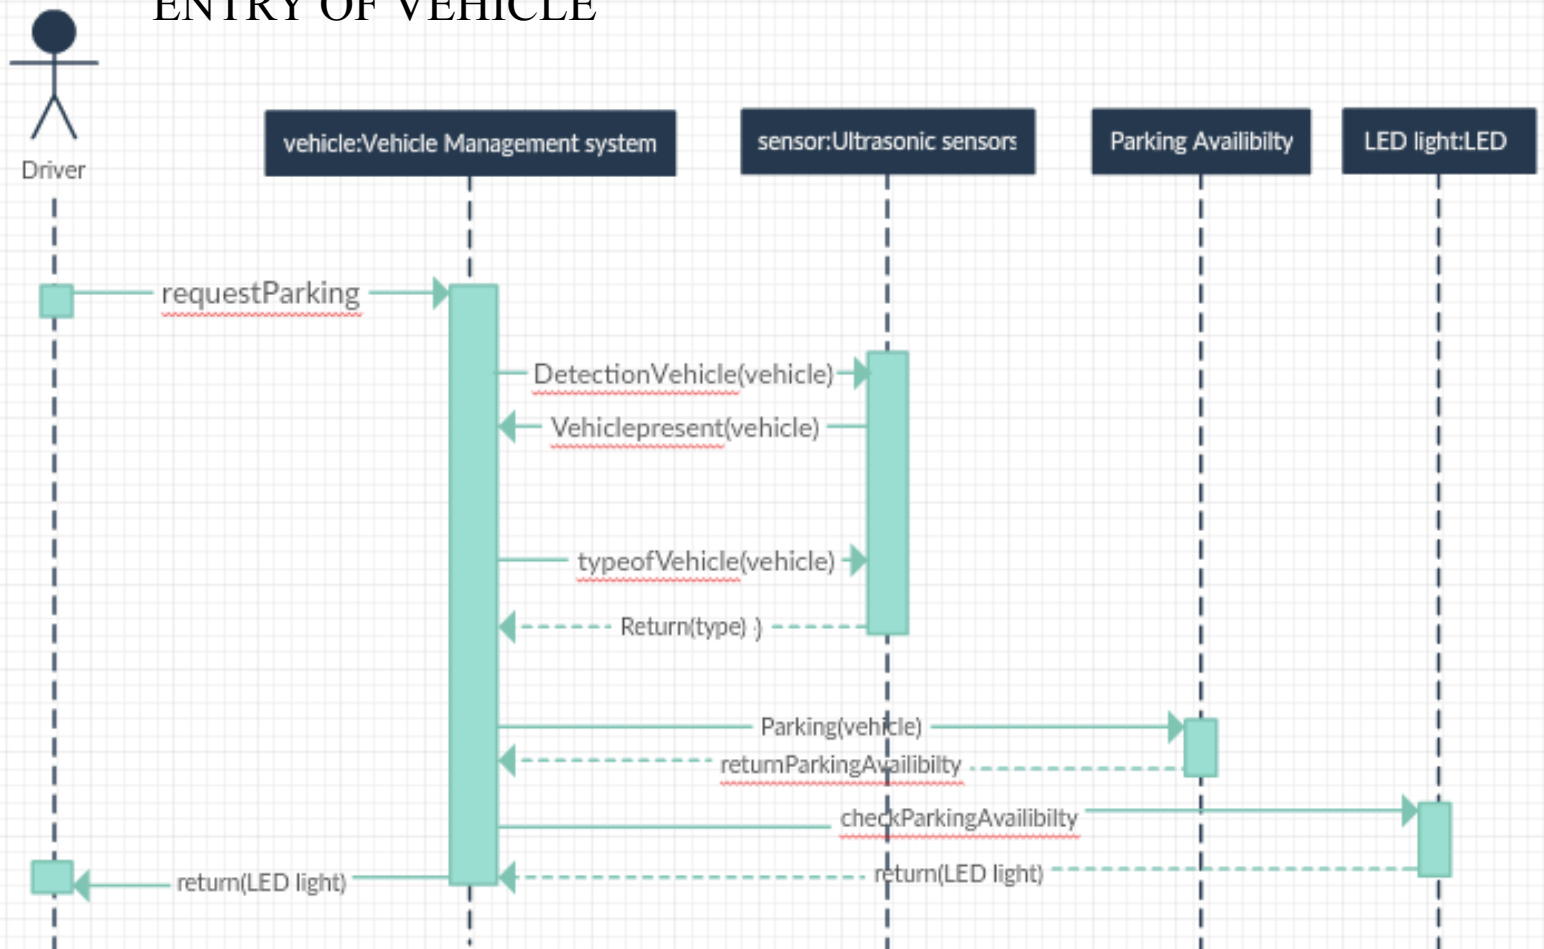 ENTRY OF VEHICLE
Driver
vehicle:Vehicle Management system
sensor:Ultrasonic sensors
Parking Availibilty
LED light:LED
requestParking
DetectionVehicle(vehicle)
Vehiclepresent(vehicle)
typeofVehicle(vehicle)
Return(type) )
Parking(vehicle)
returnParkingAvailibilty
checkParkingAvailibilty
return(LED light)
return(LED light)